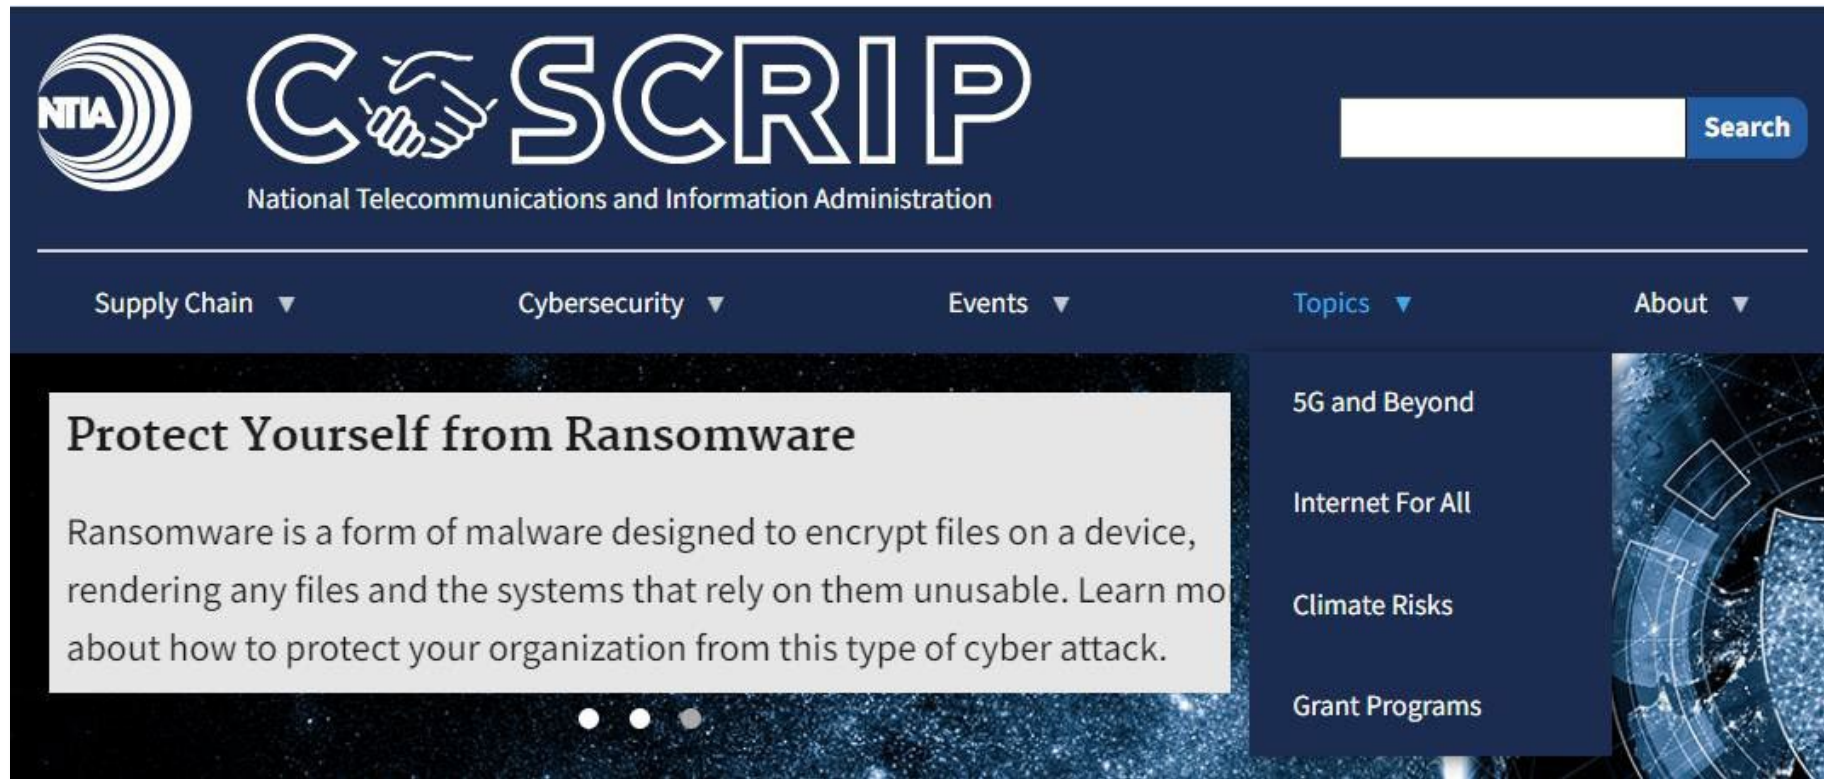 NTIA
C SCRIP
National Telecommunications and Information Administration
Search
Supply Chain ▼
Cybersecurity ▼
Events ▼
Topics ▼
About ▼
5G and Beyond
Internet For All
Climate Risks
Grant Programs
Protect Yourself from Ransomware
Ransomware is a form of malware designed to encrypt files on a device,
rendering any files and the systems that rely on them unusable. Learn mo
about how to protect your organization from this type of cyber attack.